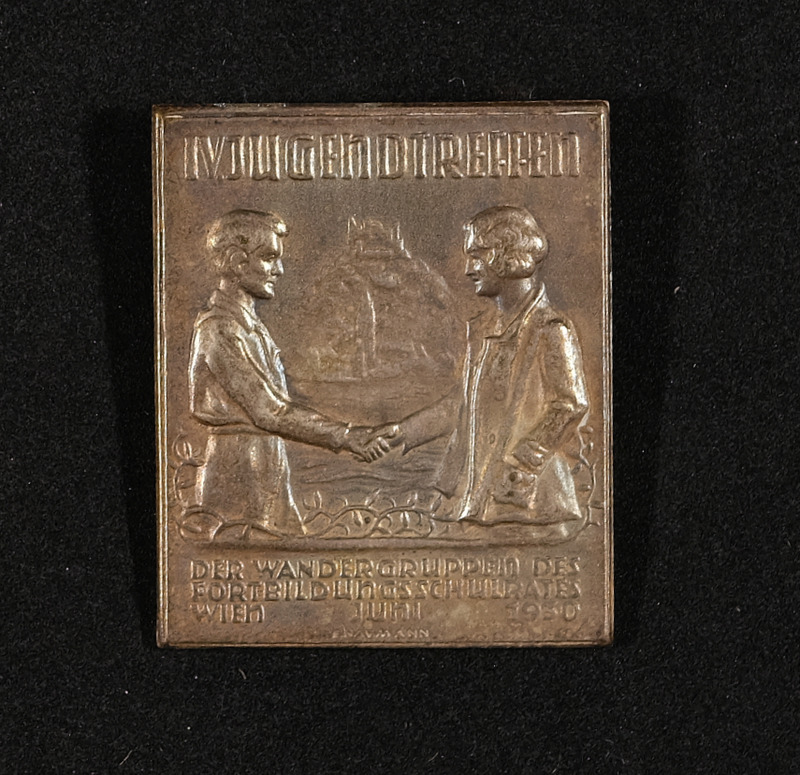 IV JUGENDTREFFEN
DER WANDERGRUPPEN DES
FORTBILDUNGSSCHULRATES
WIEN JUNI 1930